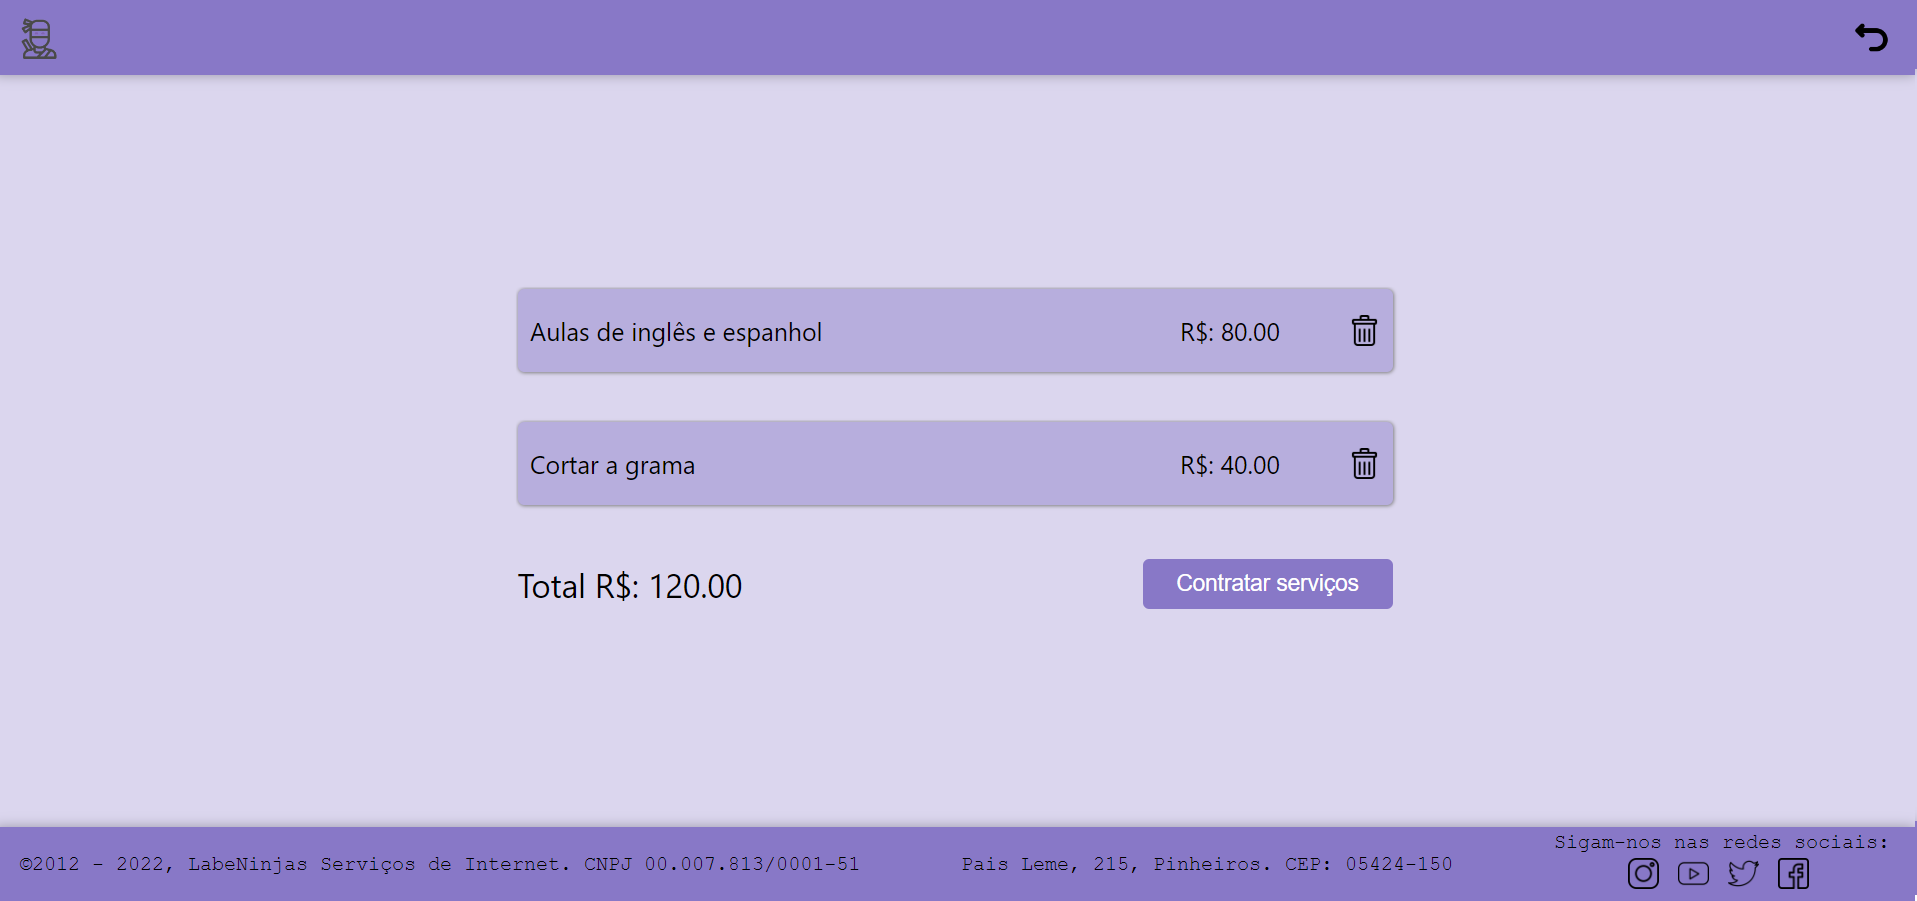 Aulas de inglês e espanhol R$: 80.00
Cortar a grama R$: 40.00
Total R$: 120.00 Contratar serviços
Sigam-nos nas redes sociais:
©2012 - 2022, LabeNinjas Serviços de Internet. CNPJ 00.007.813/0001-51 Pais Leme, 215, Pinheiros. CEP: 05424-150